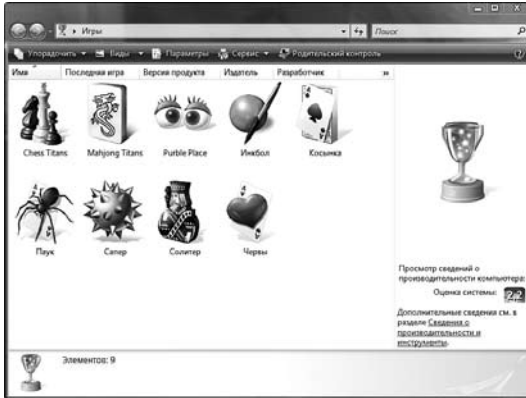 Игры
Поиск
Упорядочить Виды Параметры Сервис Родительский контроль
Имя Последняя игра Версия продукта Издатель Разработчик
Chess Titans Mahjong Titans Purble Place Инкбол Косынка
Паук Сапер Солитер Червы
Просмотр сведений о
производительности компьютера:
Оценка системы: 2,2
Дополнительные сведения см. в
разделе Сведения о
производительности и
инструменты.
Элементов: 9